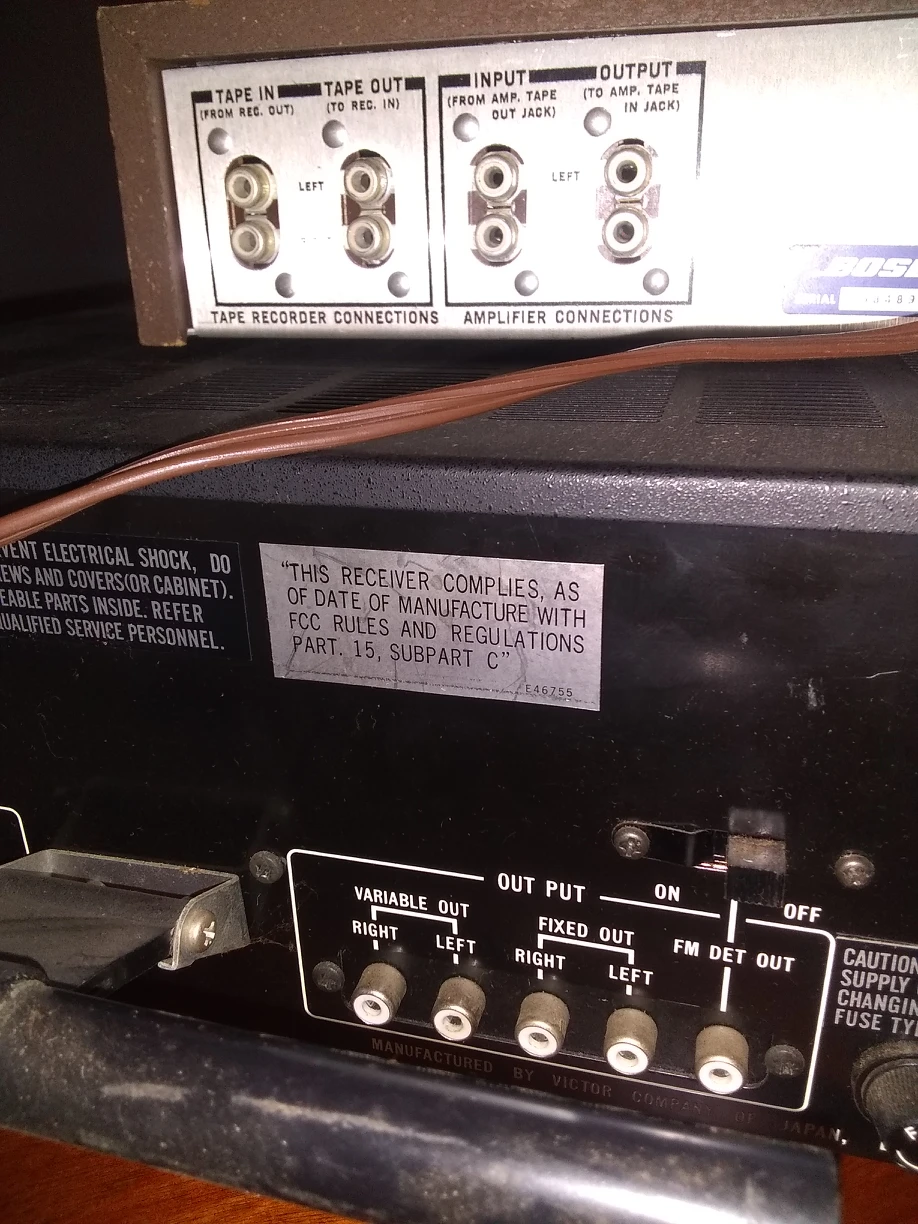 TAPE IN
(FROM REC. OUT)
TAPE OUT
(TO REC. IN)
LEFT
TAPE RECORDER CONNECTIONS
INPUT
(FROM AMP. TAPE
OUT JACK)
OUTPUT
(TO AMP. TAPE
IN JACK)
LEFT
AMPLIFIER CONNECTIONS
BOSE
SERIAL
VENT ELECTRICAL SHOCK, DO
EWS AND COVERS(OR CABINET).
EABLE PARTS INSIDE. REFER
UALIFIED SERVICE PERSONNEL.
"THIS RECEIVER COMPLIES, AS
OF DATE OF MANUFACTURE WITH
FCC RULES AND REGULATIONS
PART. 15, SUBPART C"
E46755
OUT PUT
ON
OFF
VARIABLE OUT
RIGHT
LEFT
FIXED OUT
RIGHT
LEFT
FM DET OUT
CAUTION
SUPPLY
CHANGIN
FUSE TY
MANUFACTURED BY VICTOR COMPANY OF JAPAN,